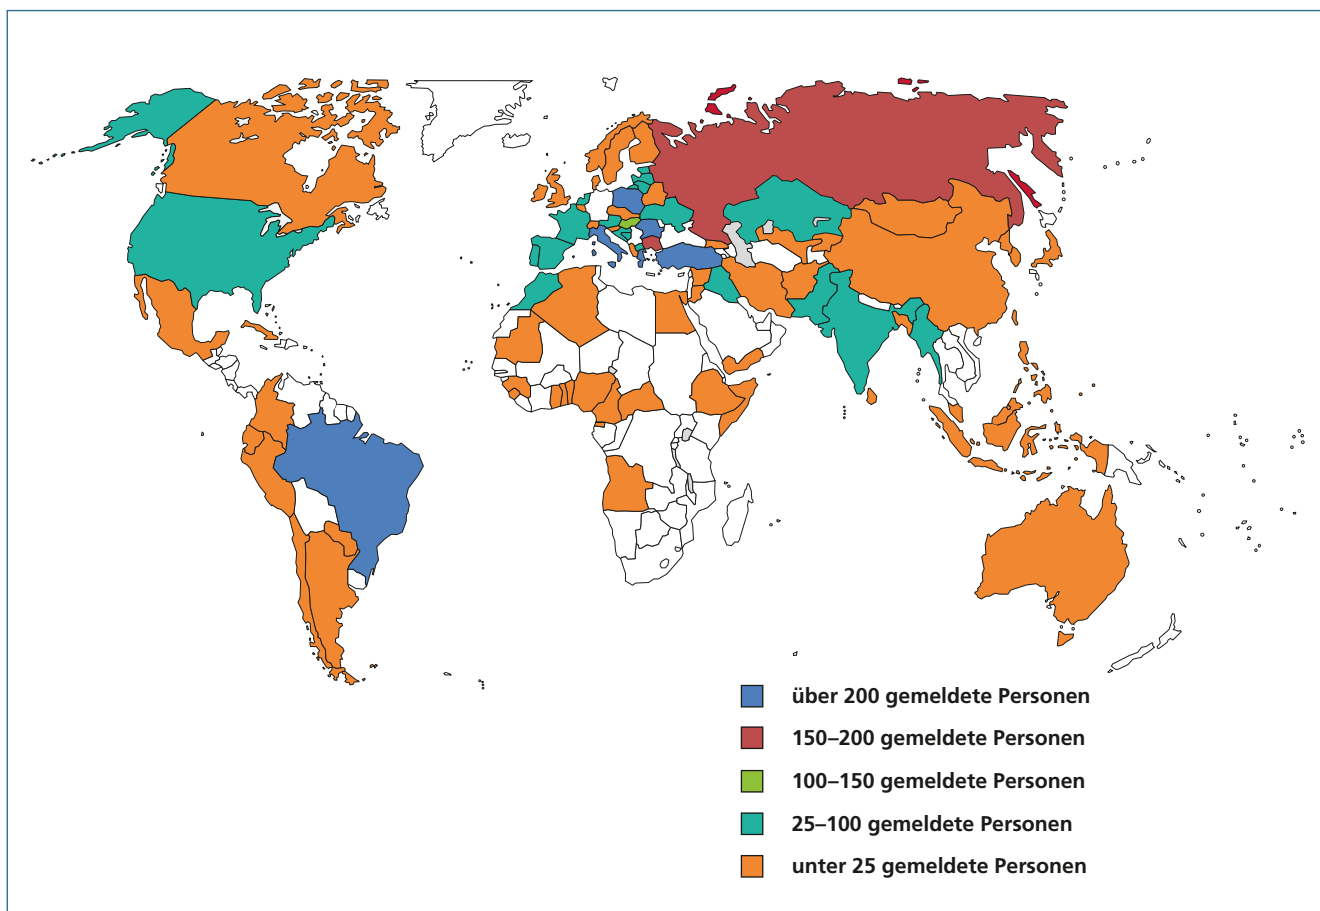 über 200 gemeldete Personen
150–200 gemeldete Personen
100–150 gemeldete Personen
25–100 gemeldete Personen
unter 25 gemeldete Personen